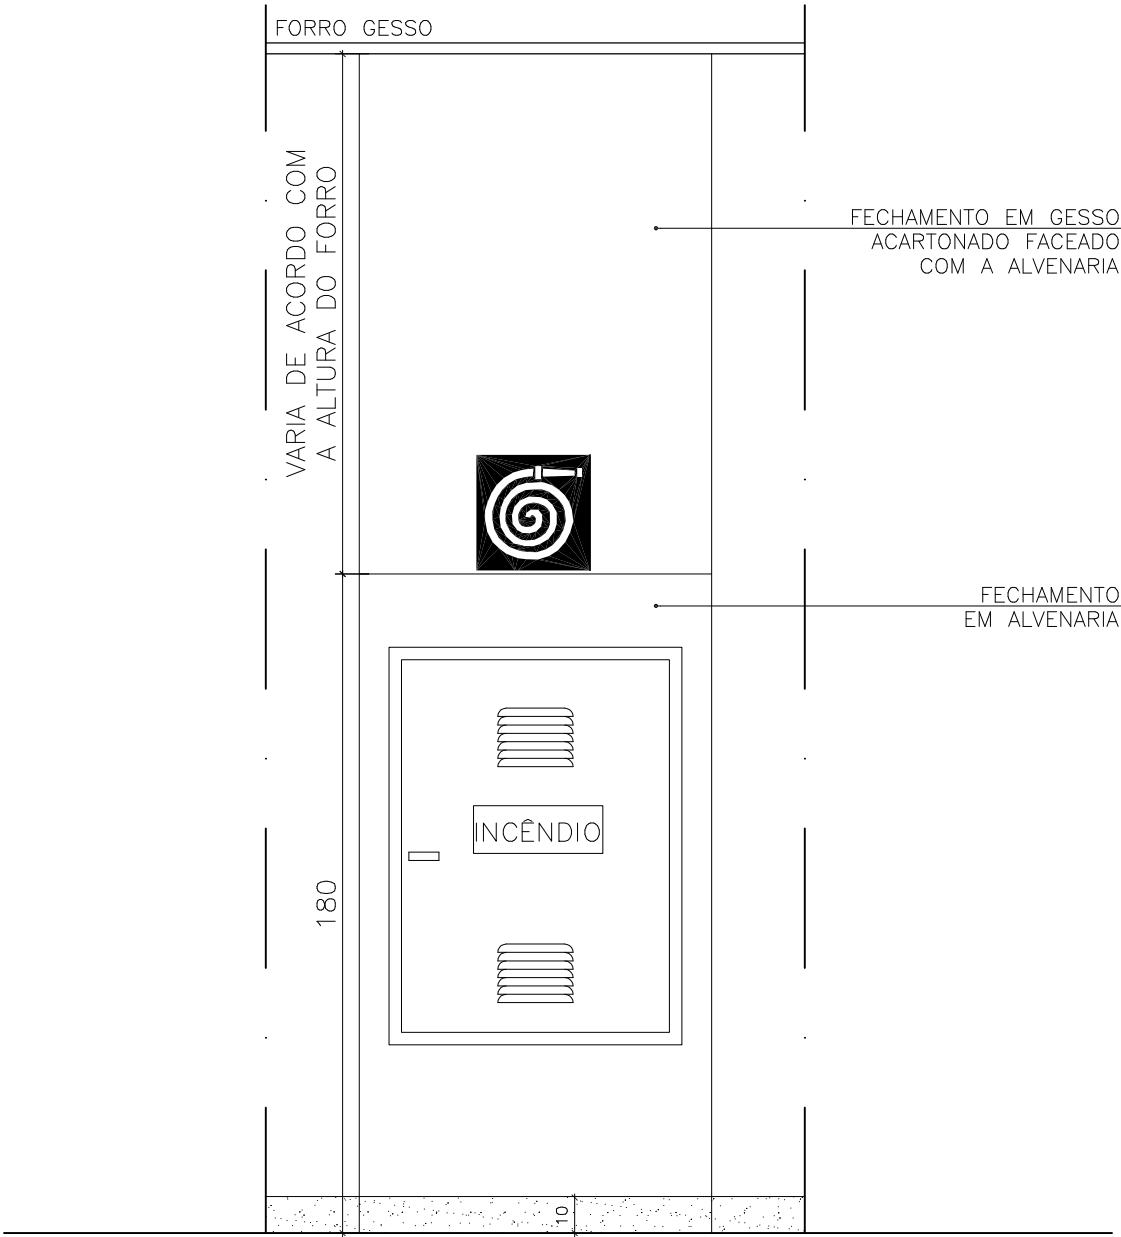 FORRO GESSO
VARIA DE ACORDO COM
A ALTURA DO FORRO
FECHAMENTO EM GESSO
ACARTONADO FACEADO
COM A ALVENARIA
FECHAMENTO
EM ALVENARIA
INCÊNDIO
180
10